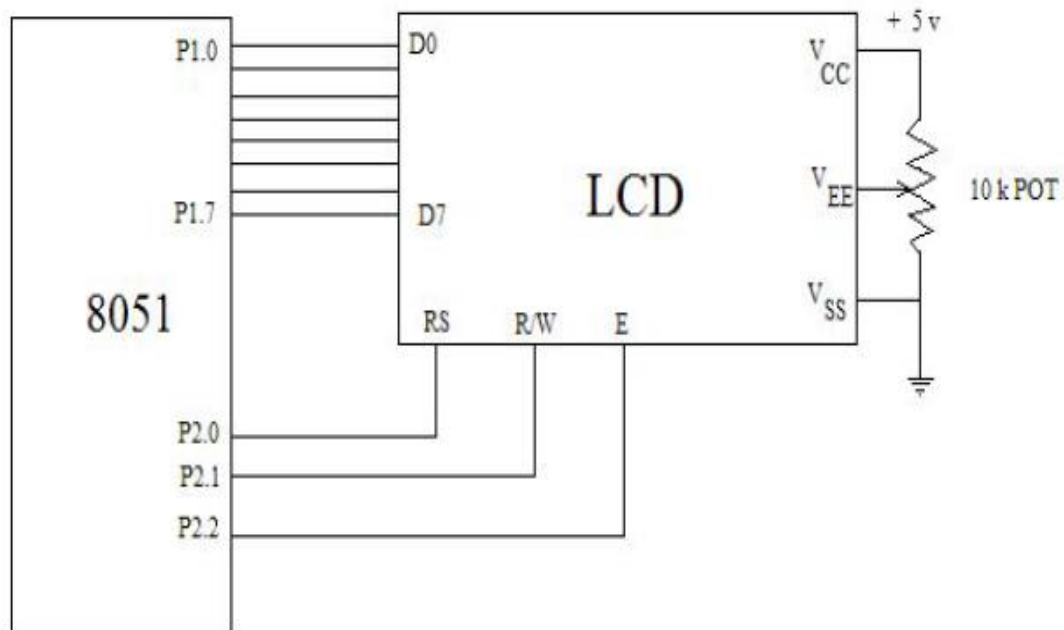 + 5 v
P1.0
D0
V
CC
LCD
V
EE
10 k POT
P1.7
D7
8051
V
SS
RS
R/W
E
P2.0
P2.1
P2.2